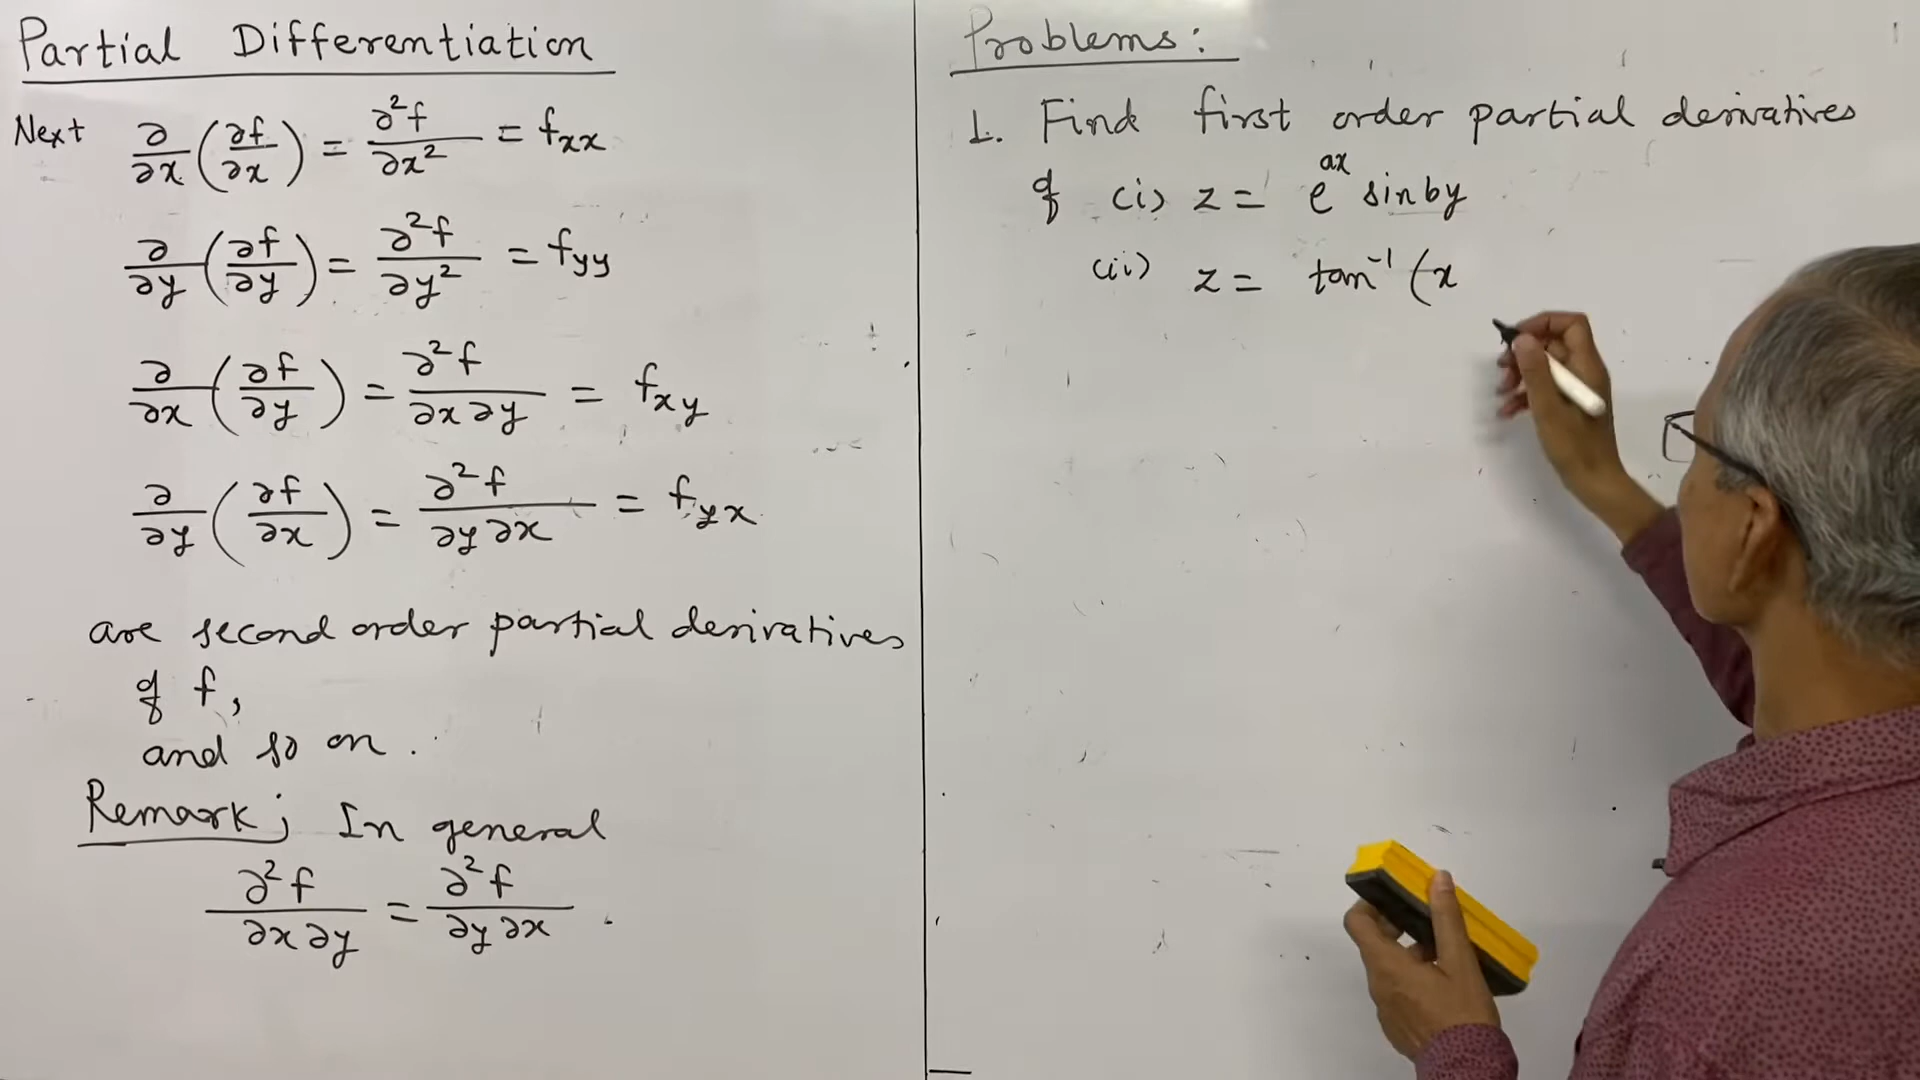 Partial Differentiation
Next ∂/∂x (∂f/∂x) = ∂²f/∂x² = fxx
∂/∂y (∂f/∂y) = ∂²f/∂y² = fyy
∂/∂x (∂f/∂y) = ∂²f/∂x∂y = fxy
∂/∂y (∂f/∂x) = ∂²f/∂y∂x = fyx
are second order partial derivatives
of f,
and so on.
Remark; In general
∂²f/∂x∂y = ∂²f/∂y∂x.
Problems:
1. Find first order partial derivatives
of (i) z = e^ax sin by
(ii) z = tan⁻¹ (x